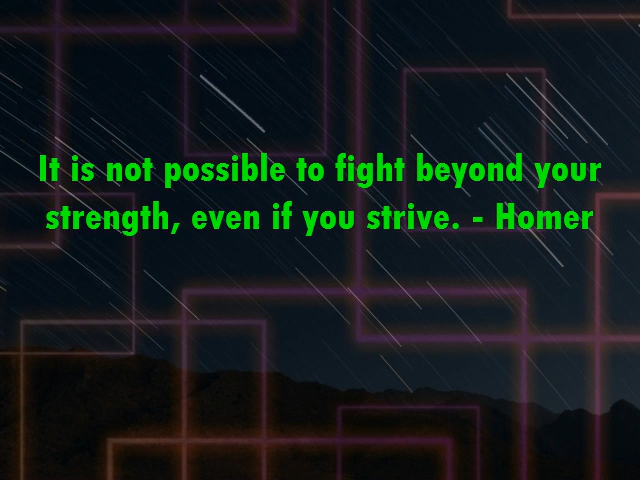 It is not possible to fight beyond your
strength, even if you strive. - Homer